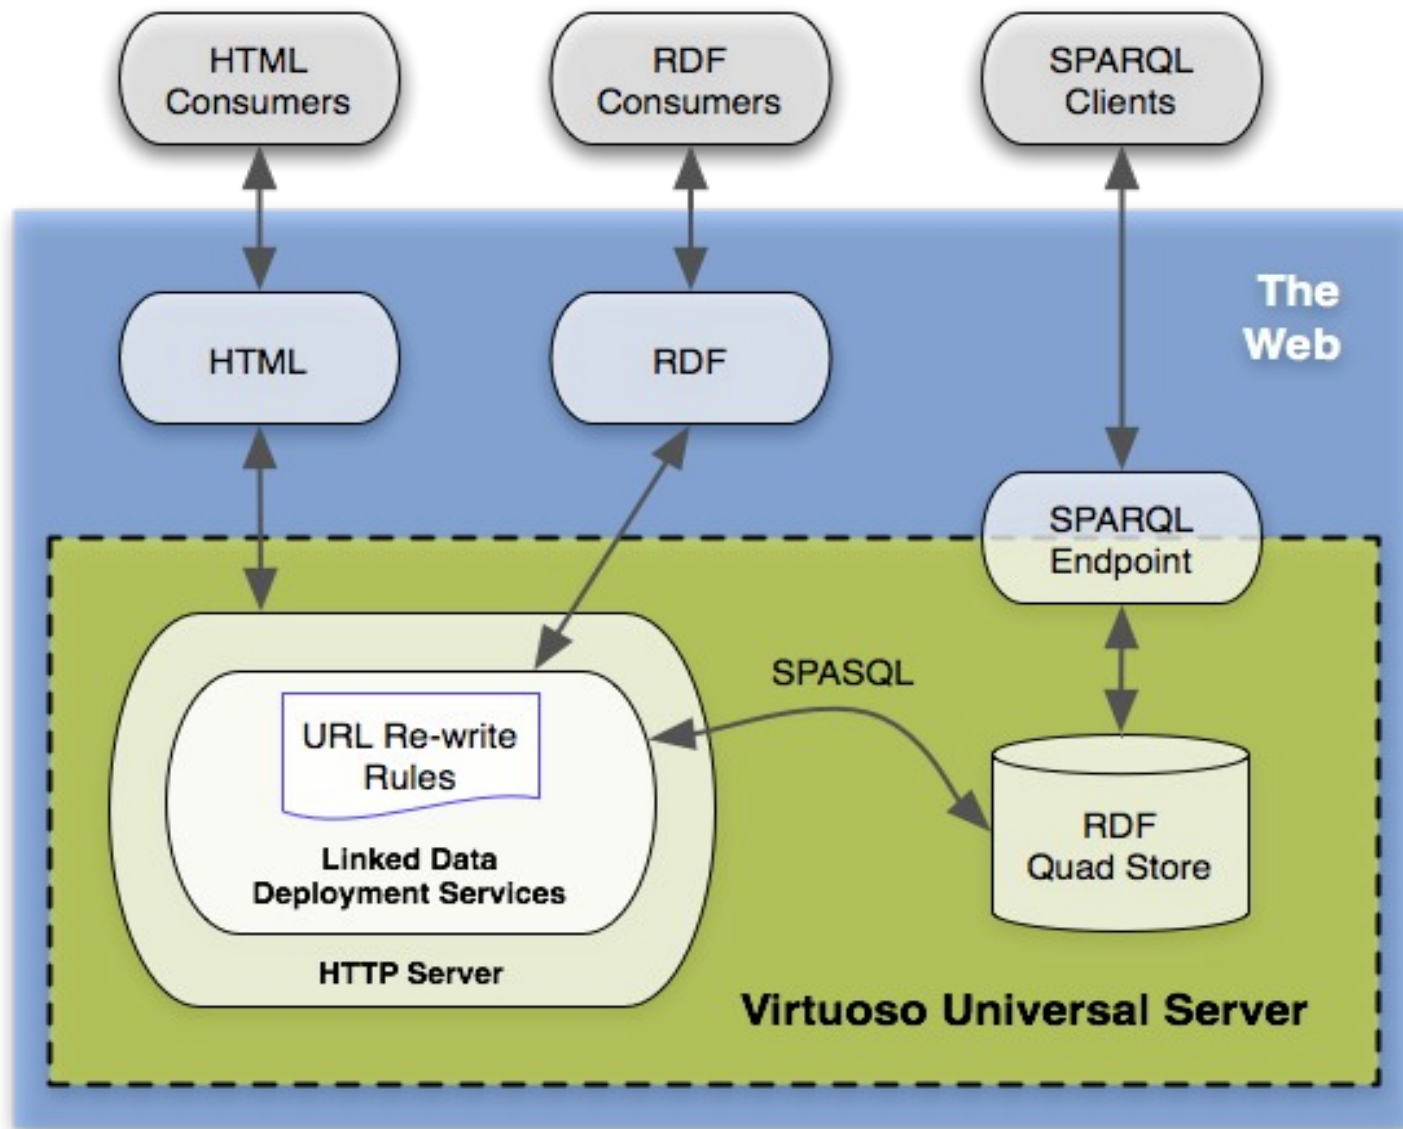 HTML
Consumers
RDF
Consumers
SPARQL
Clients
The
Web
HTML
RDF
SPARQL
Endpoint
SPASQL
URL Re-write
Rules
Linked Data
Deployment Services
HTTP Server
RDF
Quad Store
Virtuoso Universal Server